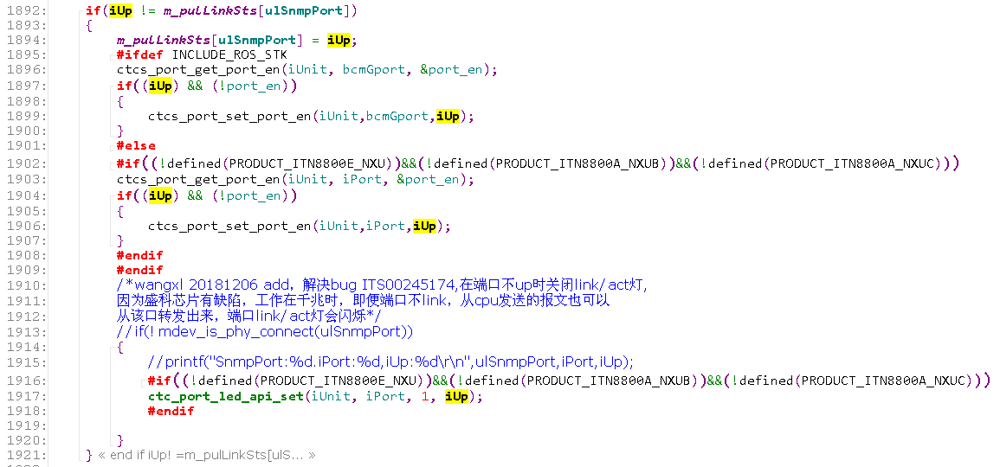 1892: if(iUp != m_pulLinkSts[ulSnmpPort])
1893: {
1894: m_pulLinkSts[ulSnmpPort] = iUp;
1895: #ifdef INCLUDE_ROS_STK
1896: ctcs_port_get_port_en(iUnit, bcmGport, &port_en);
1897: if((iUp) && (!port_en))
1898: {
1899: ctcs_port_set_port_en(iUnit,bcmGport,iUp);
1900: }
1901: #else
1902: #if((!defined(PRODUCT_ITN8800E_NXU))&&(!defined(PRODUCT_ITN8800A_NXUB))&&(!defined(PRODUCT_ITN8800A_NXUC)))
1903: ctcs_port_get_port_en(iUnit, iPort, &port_en);
1904: if((iUp) && (!port_en))
1905: {
1906: ctcs_port_set_port_en(iUnit,iPort,iUp);
1907: }
1908: #endif
1909: #endif
1910: /*wangxl 20181206 add，解决bug ITS00245174,在端口不up时关闭link/act灯,
1911: 因为盛科芯片有缺陷，工作在千兆时，即便端口不link，从cpu发送的报文也可以
1912: 从该口转发出来，端口link/act灯会闪烁*/
1913: //if(! mdev_is_phy_connect(ulSnmpPort))
1914: {
1915: //printf("SnmpPort:%d.iPort:%d,iUp:%d\r\n",ulSnmpPort,iPort,iUp);
1916: #if((!defined(PRODUCT_ITN8800E_NXU))&&(!defined(PRODUCT_ITN8800A_NXUB))&&(!defined(PRODUCT_ITN8800A_NXUC)))
1917: ctc_port_led_api_set(iUnit, iPort, 1, iUp);
1918: #endif
1919:
1920: }
1921: } « end if iUp! =m_pulLinkSts[ulS... »